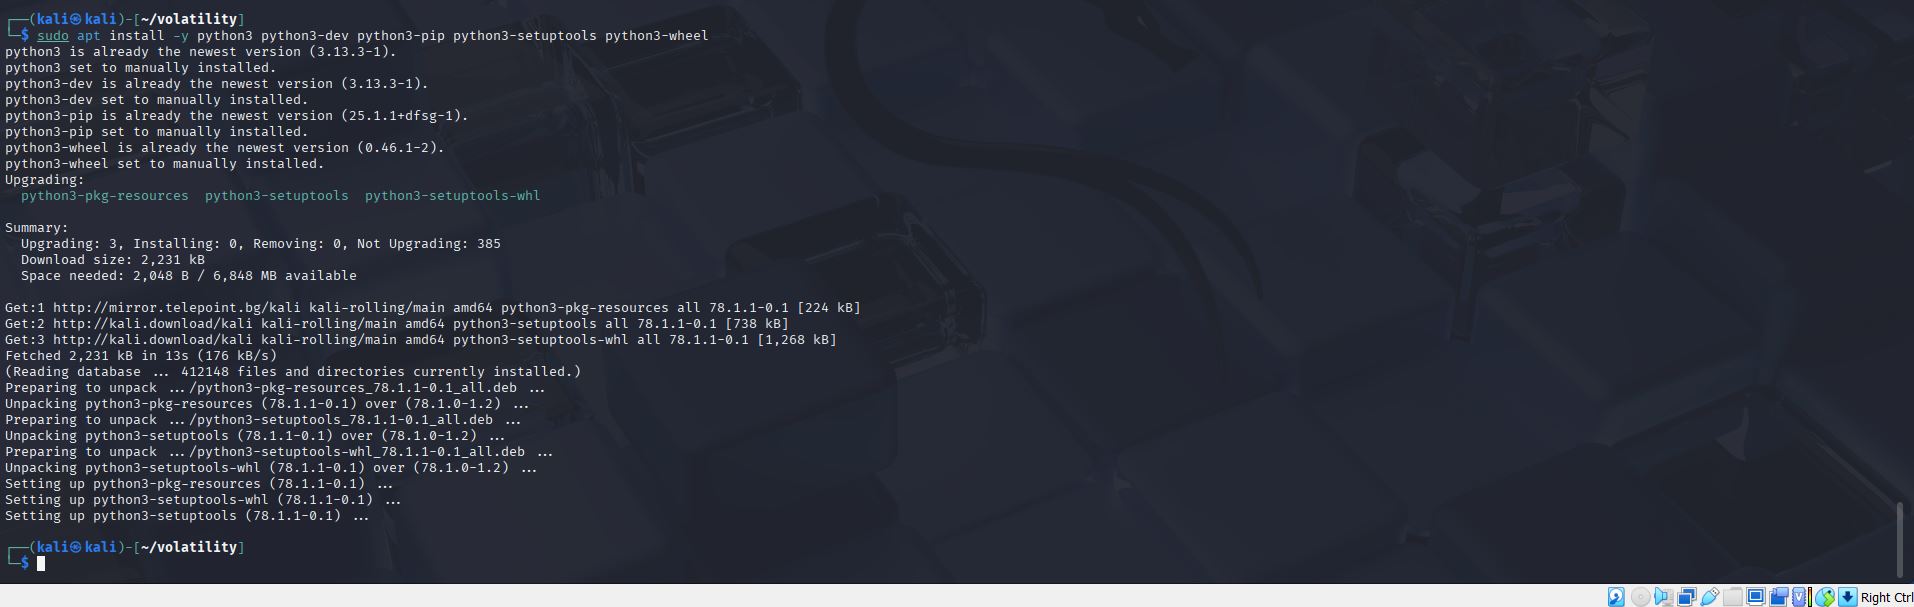 ┌──(kali㉿kali)-[~/volatility]
└─$ sudo apt install -y python3 python3-dev python3-pip python3-setuptools python3-wheel
python3 is already the newest version (3.13.3-1).
python3 set to manually installed.
python3-dev is already the newest version (3.13.3-1).
python3-dev set to manually installed.
python3-pip is already the newest version (25.1.1+dfsg-1).
python3-pip set to manually installed.
python3-wheel is already the newest version (0.46.1-2).
python3-wheel set to manually installed.
Upgrading:
  python3-pkg-resources  python3-setuptools  python3-setuptools-whl

Summary:
  Upgrading: 3, Installing: 0, Removing: 0, Not Upgrading: 385
  Download size: 2,231 kB
  Space needed: 2,048 B / 6,848 MB available

Get:1 http://mirror.telepoint.bg/kali kali-rolling/main amd64 python3-pkg-resources all 78.1.1-0.1 [224 kB]
Get:2 http://kali.download/kali kali-rolling/main amd64 python3-setuptools all 78.1.1-0.1 [738 kB]
Get:3 http://kali.download/kali kali-rolling/main amd64 python3-setuptools-whl all 78.1.1-0.1 [1,268 kB]
Fetched 2,231 kB in 13s (176 kB/s)
(Reading database ... 412148 files and directories currently installed.)
Preparing to unpack .../python3-pkg-resources_78.1.1-0.1_all.deb ...
Unpacking python3-pkg-resources (78.1.1-0.1) over (78.1.0-1.2) ...
Preparing to unpack .../python3-setuptools_78.1.1-0.1_all.deb ...
Unpacking python3-setuptools (78.1.1-0.1) over (78.1.0-1.2) ...
Preparing to unpack .../python3-setuptools-whl_78.1.1-0.1_all.deb ...
Unpacking python3-setuptools-whl (78.1.1-0.1) over (78.1.0-1.2) ...
Setting up python3-pkg-resources (78.1.1-0.1) ...
Setting up python3-setuptools-whl (78.1.1-0.1) ...
Setting up python3-setuptools (78.1.1-0.1) ...

┌──(kali㉿kali)-[~/volatility]
└─$
Right Ctrl